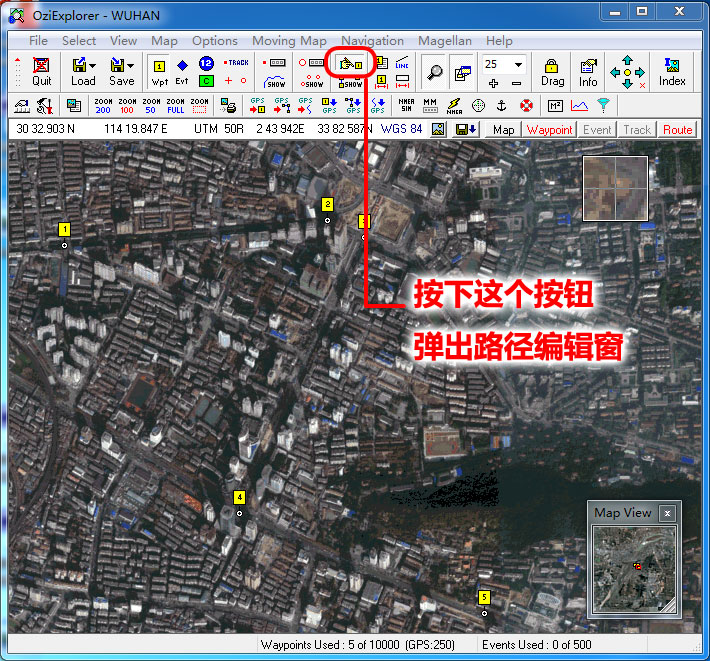 OziExplorer - WUHAN
File Select View Map Options Moving Map Navigation Magellan Help
Quit Load Save 1 Wpt Evt 12 C TRACK SHOW SHOW SHOW LINE 25 Drag Info Index
ZOOM 200 ZOOM 100 ZOOM 50 ZOOM FULL ZOOM GPS GPS GPS GPS GPS GPS NMEA SIM MM NMEA M²
30 32.903 N 114 19.847 E UTM 50R 2 43 942E 33 82 587N WGS 84 Map Waypoint Event Track Route
2
1
按下这个按钮
弹出路径编辑窗
4
Map View x
5
Waypoints Used : 5 of 10000 (GPS:250) Events Used : 0 of 500